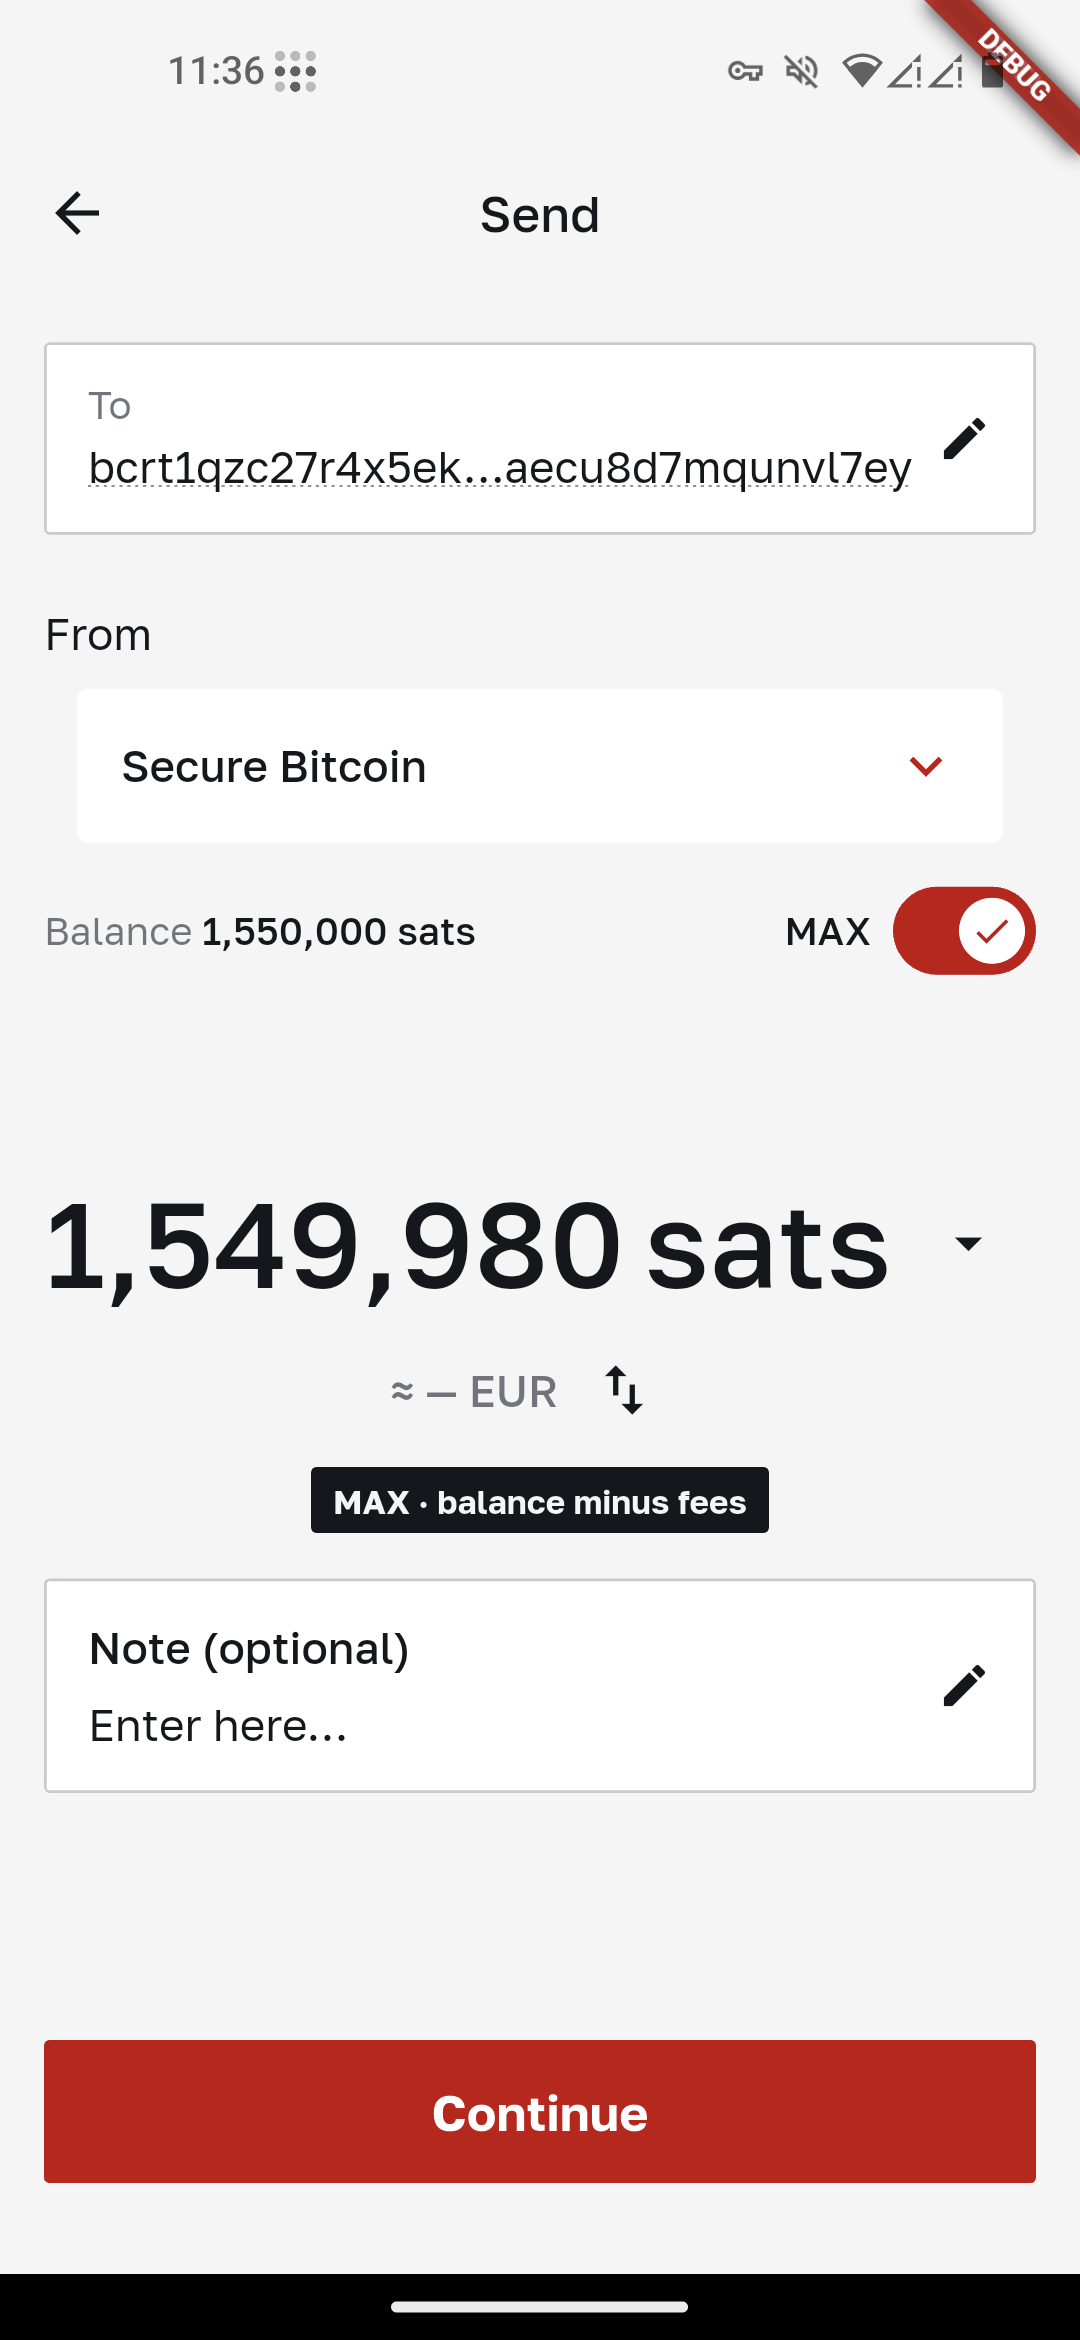 11:36
DEBUG
Send
To
bcrt1qzc27r4x5ek...aecu8d7mqunvl7ey
From
Secure Bitcoin
Balance 1,550,000 sats
MAX
1,549,980 sats
≈ — EUR
MAX · balance minus fees
Note (optional)
Enter here...
Continue